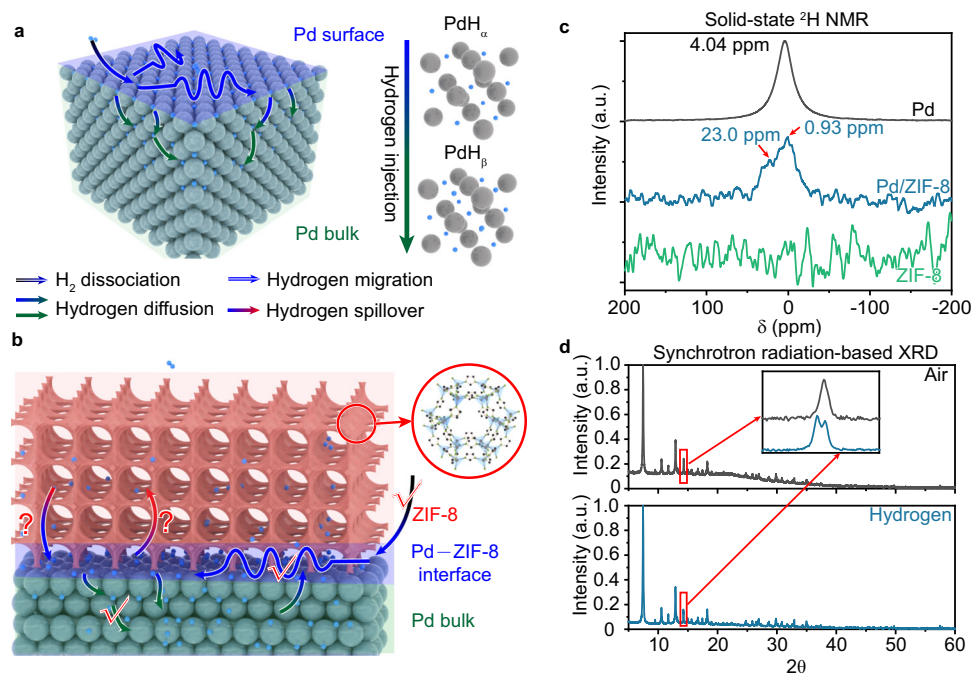 a
Pd surface
Pd bulk
Hydrogen injection
PdHα
PdHβ
H2 dissociation
Hydrogen migration
Hydrogen diffusion
Hydrogen spillover
b
?
?
ZIF-8
Pd−ZIF-8
interface
Pd bulk
c
Solid-state ²H NMR
4.04 ppm
Pd
23.0 ppm
0.93 ppm
Pd/ZIF-8
ZIF-8
Intensity (a.u.)
200 100 0 -100 -200
δ (ppm)
d
Synchrotron radiation-based XRD
Air
Intensity (a.u.)
1.0
0.8
0.6
0.4
0.2
Hydrogen
Intensity (a.u.)
1.0
0.8
0.6
0.4
0.2
0
10 20 30 40 50 60
2θ